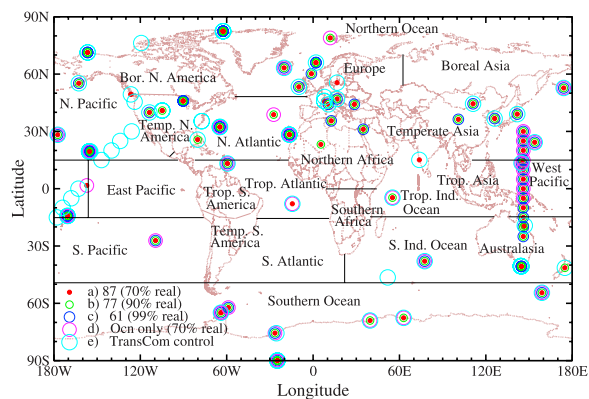 90N
60N
30N
0
30S
60S
90S
Latitude
180W
120W
60W
0
60E
120E
180E
Longitude
Northern Ocean
Boreal Asia
Europe
Bor. N. America
N. Pacific
Temp. N.
America
N. Atlantic
Temperate Asia
Northern Africa
West
Pacific
Trop. Asia
East Pacific
Trop. Atlantic
Trop. S.
America
Southern
Africa
Trop. Ind.
Ocean
Temp. S.
America
S. Pacific
S. Atlantic
S. Ind. Ocean
Australasia
Southern Ocean
a) 87 (70% real)
b) 77 (90% real)
c) 61 (99% real)
d) Ocn only (70% real)
e) TransCom control